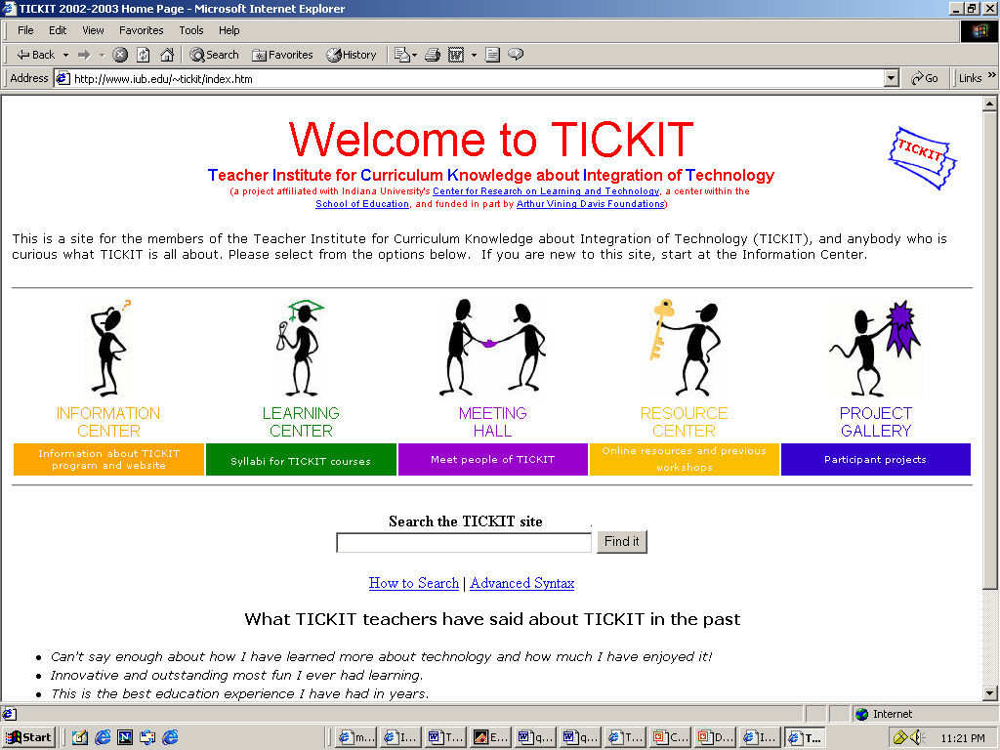 TICKIT 2002-2003 Home Page - Microsoft Internet Explorer
File Edit View Favorites Tools Help
Back Search Favorites History
Address http://www.iub.edu/~tickit/index.htm Go Links »
Welcome to TICKIT
TICKIT
Teacher Institute for Curriculum Knowledge about Integration of Technology
(a project affiliated with Indiana University's Center for Research on Learning and Technology, a center within the
School of Education, and funded in part by Arthur Vining Davis Foundations)
This is a site for the members of the Teacher Institute for Curriculum Knowledge about Integration of Technology (TICKIT), and anybody who is
curious what TICKIT is all about. Please select from the options below. If you are new to this site, start at the Information Center.
?
INFORMATION
CENTER
Information about TICKIT
program and website
LEARNING
CENTER
Syllabi for TICKIT courses
MEETING
HALL
Meet people of TICKIT
RESOURCE
CENTER
Online resources and previous
workshops
PROJECT
GALLERY
Participant projects
Search the TICKIT site .
Find it
How to Search | Advanced Syntax
What TICKIT teachers have said about TICKIT in the past
• Can't say enough about how I have learned more about technology and how much I have enjoyed it!
• Innovative and outstanding most fun I ever had learning.
• This is the best education experience I have had in years.
Internet
Start m... I... T... E... q... q... T... C... D... I... T... 11:21 PM